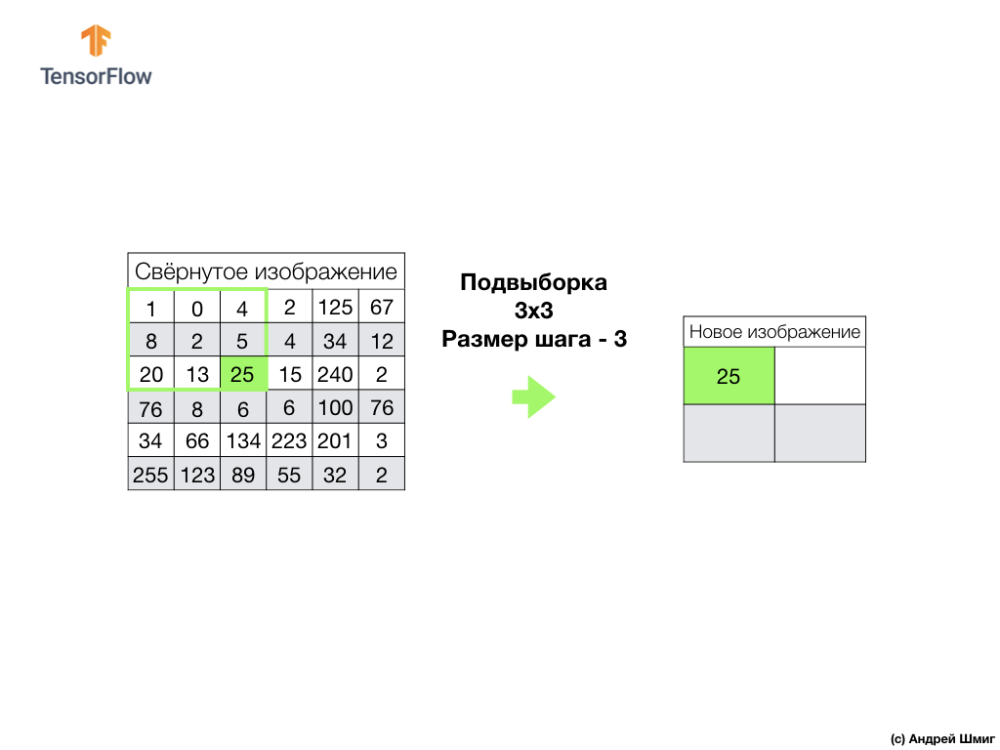 TensorFlow
Свёрнутое изображение
1 0 4 2 125 67
8 2 5 4 34 12
20 13 25 15 240 2
76 8 6 6 100 76
34 66 134 223 201 3
255 123 89 55 32 2
Подвыборка
3x3
Размер шага - 3
Новое изображение
25
(c) Андрей Шмиг